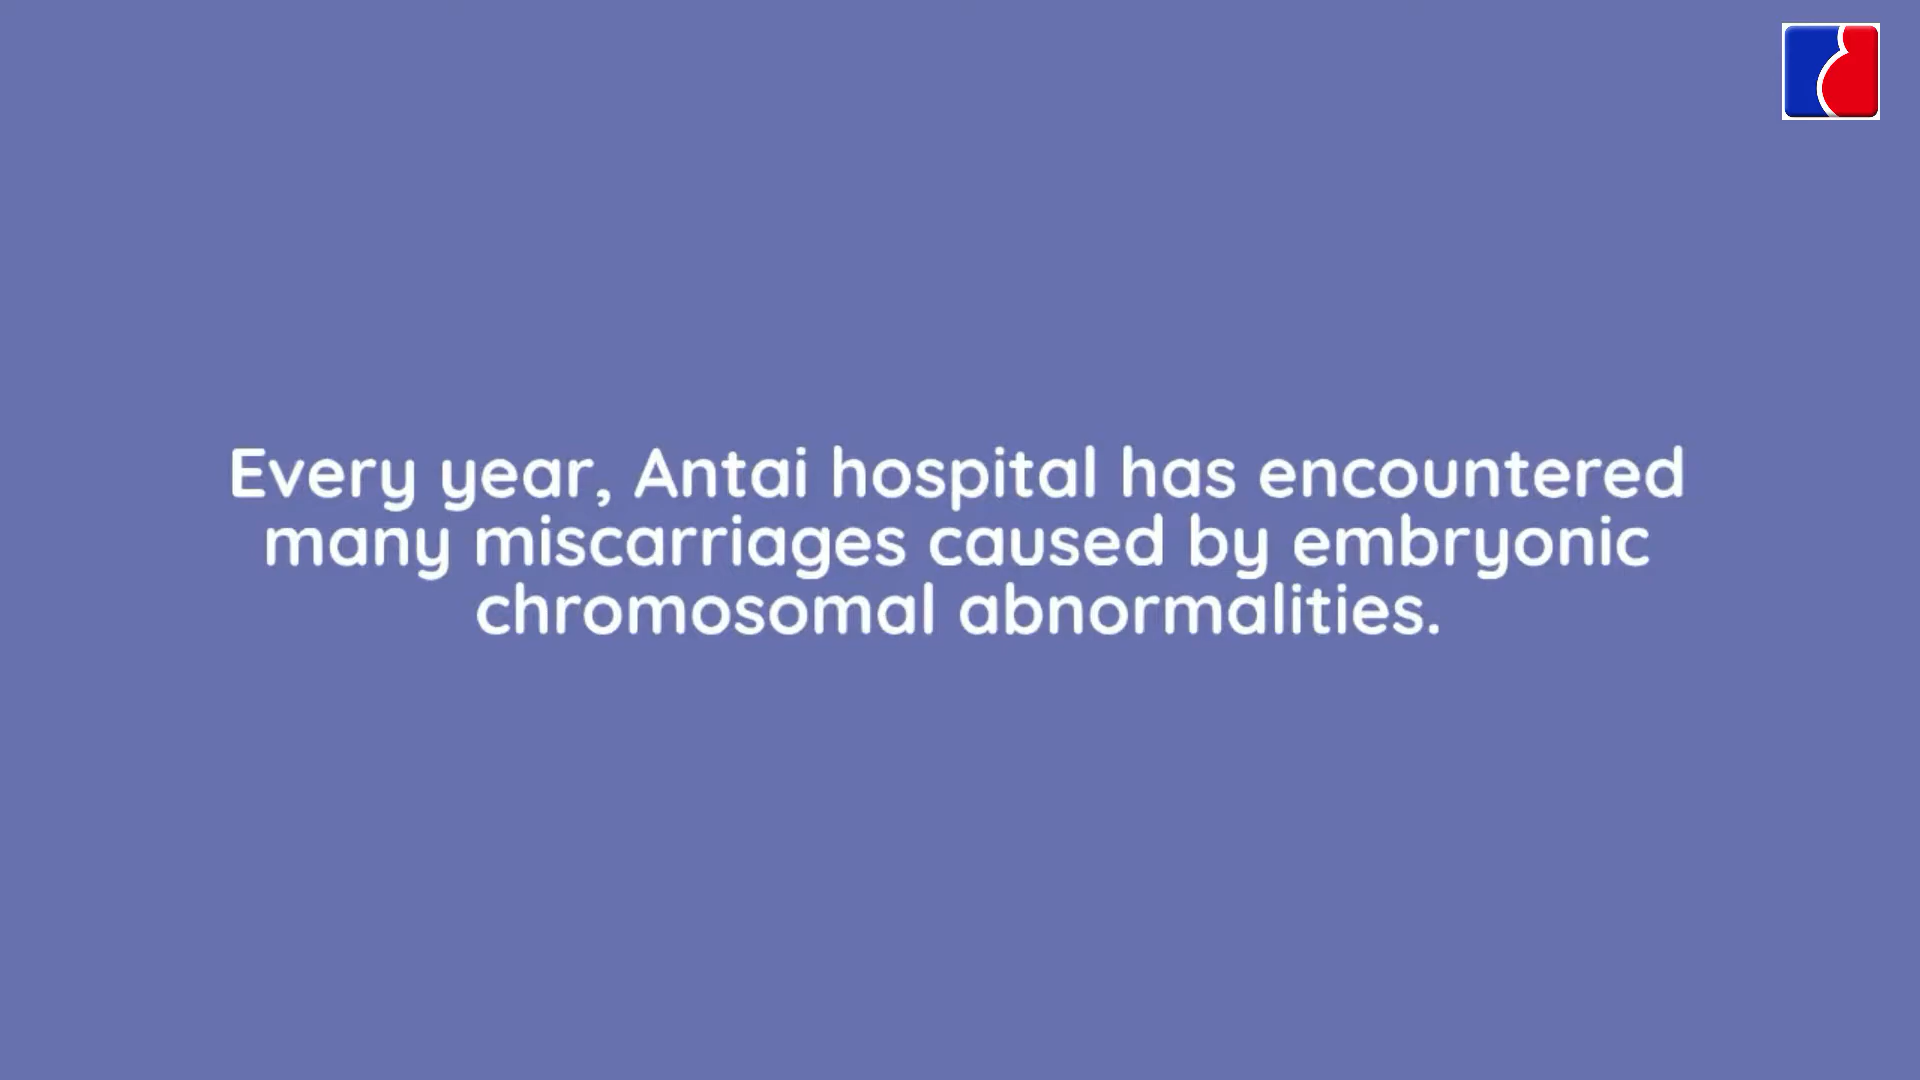 Every year, Antai hospital has encountered
many miscarriages caused by embryonic
chromosomal abnormalities.